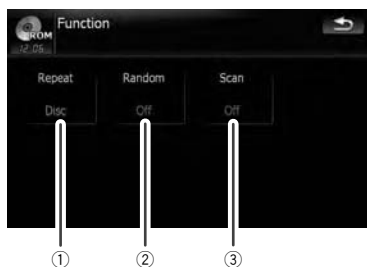 Function
ROM
12:05
Repeat Random Scan
Disc Off Off
① ② ③